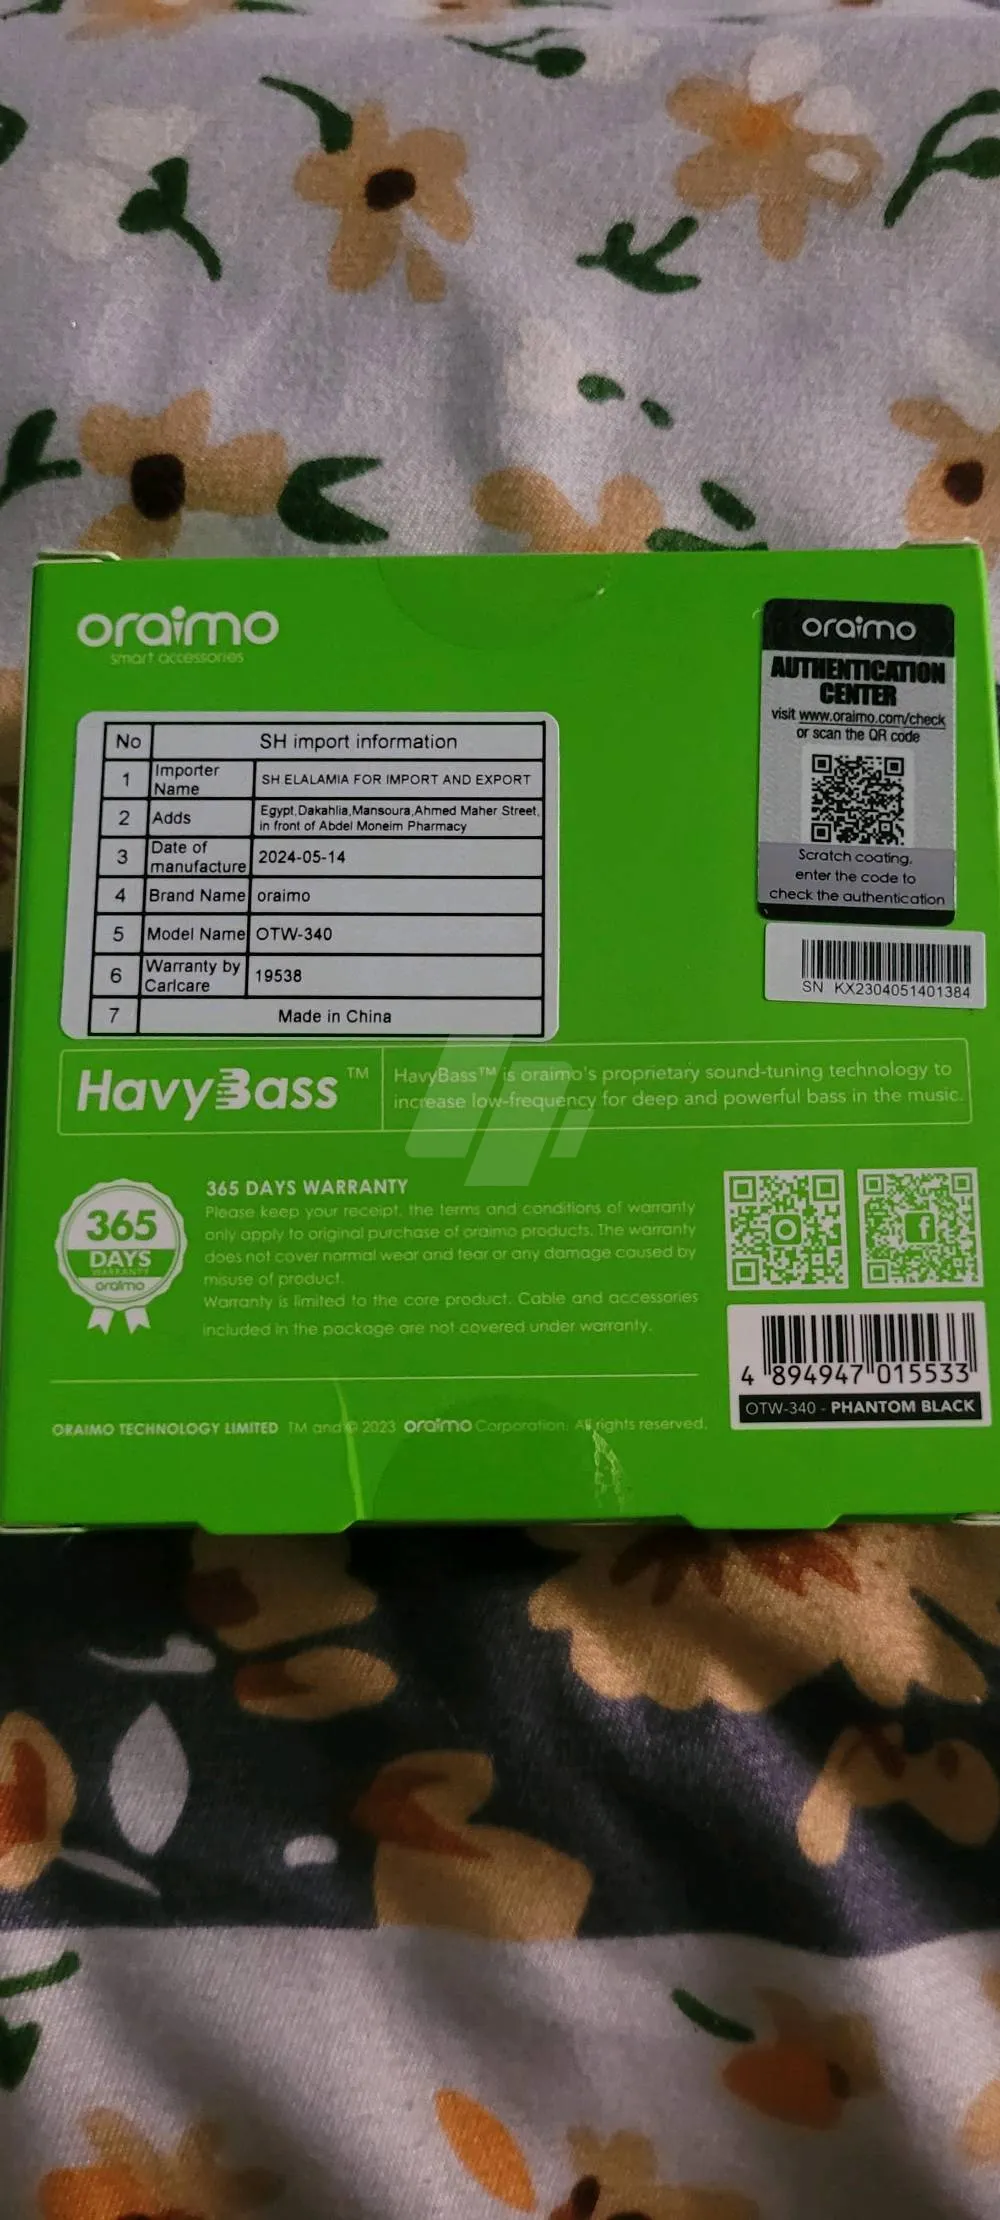 oraimo
smart accessories
No SH import information
1 Importer Name SH ELALAMIA FOR IMPORT AND EXPORT
2 Adds Egypt,Dakahlia,Mansoura,Ahmed Maher Street,
in front of Abdel Moneim Pharmacy
3 Date of manufacture 2024-05-14
4 Brand Name oraimo
5 Model Name OTW-340
6 Warranty by Carlcare 19538
7 Made in China
oraimo
AUTHENTICATION
CENTER
visit www.oraimo.com/check
or scan the QR code
Scratch coating,
enter the code to
check the authentication
SN KX2304051401384
HavyBass™
HavyBass™ is oraimo's proprietary sound-tuning technology to
increase low-frequency for deep and powerful bass in the music.
365
DAYS
WARRANTY
oraimo
365 DAYS WARRANTY
Please keep your receipt, the terms and conditions of warranty
only apply to original purchase of oraimo products. The warranty
does not cover normal wear and tear or any damage caused by
misuse of product.
Warranty is limited to the core product. Cable and accessories
included in the package are not covered under warranty.
4 894947 015533
OTW-340 - PHANTOM BLACK
ORAIMO TECHNOLOGY LIMITED TM and © 2023 oraimo Corporation. All rights reserved.